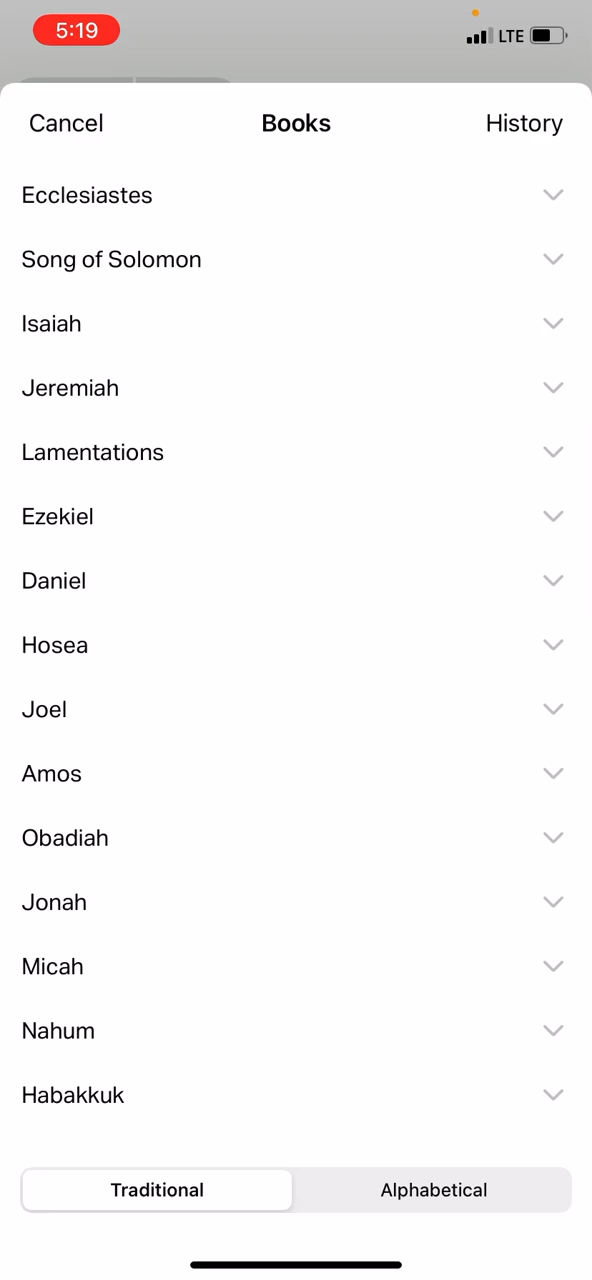 5:19
LTE
Cancel Books History
Ecclesiastes
Song of Solomon
Isaiah
Jeremiah
Lamentations
Ezekiel
Daniel
Hosea
Joel
Amos
Obadiah
Jonah
Micah
Nahum
Habakkuk
Traditional Alphabetical